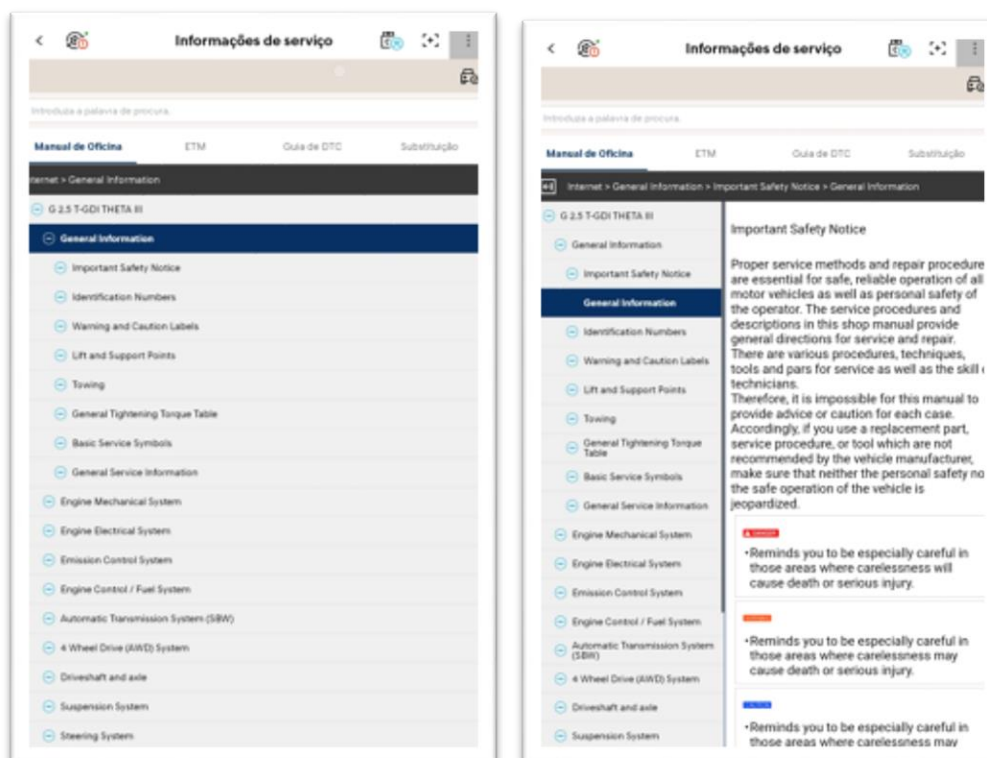 Informações de serviço
Introduza a palavra de procura.
Manual de Oficina
ETM
Guia de DTC
Substituição
ternet > General Information
G 2.5 T-GDI THETA III
General Information
Important Safety Notice
Identification Numbers
Warning and Caution Labels
Lift and Support Points
Towing
General Tightening Torque Table
Basic Service Symbols
General Service Information
Engine Mechanical System
Engine Electrical System
Emission Control System
Engine Control / Fuel System
Automatic Transmission System (SBW)
4 Wheel Drive (AWD) System
Driveshaft and axle
Suspension System
Steering System
Informações de serviço
Introduza a palavra de procura.
Manual de Oficina
ETM
Guia de DTC
Substituição
Internet > General Information > Important Safety Notice > General Information
G 2.5 T-GDI THETA III
General Information
Important Safety Notice
General Information
Identification Numbers
Warning and Caution Labels
Lift and Support Points
Towing
General Tightening Torque
Table
Basic Service Symbols
General Service Information
Engine Mechanical System
Engine Electrical System
Emission Control System
Engine Control / Fuel System
Automatic Transmission System
(SBW)
4 Wheel Drive (AWD) System
Driveshaft and axle
Suspension System
Important Safety Notice
Proper service methods and repair procedure
are essential for safe, reliable operation of all
motor vehicles as well as personal safety of
the operator. The service procedures and
descriptions in this shop manual provide
general directions for service and repair.
There are various procedures, techniques,
tools and pars for service as well as the skill
technicians.
Therefore, it is impossible for this manual to
provide advice or caution for each case.
Accordingly, if you use a replacement part,
service procedure, or tool which are not
recommended by the vehicle manufacturer,
make sure that neither the personal safety no
the safe operation of the vehicle is
jeopardized.
DANGER
•Reminds you to be especially careful in
those areas where carelessness will
cause death or serious injury.
•Reminds you to be especially careful in
those areas where carelessness may
cause death or serious injury.
CAUTION
•Reminds you to be especially careful in
those areas where carelessness may